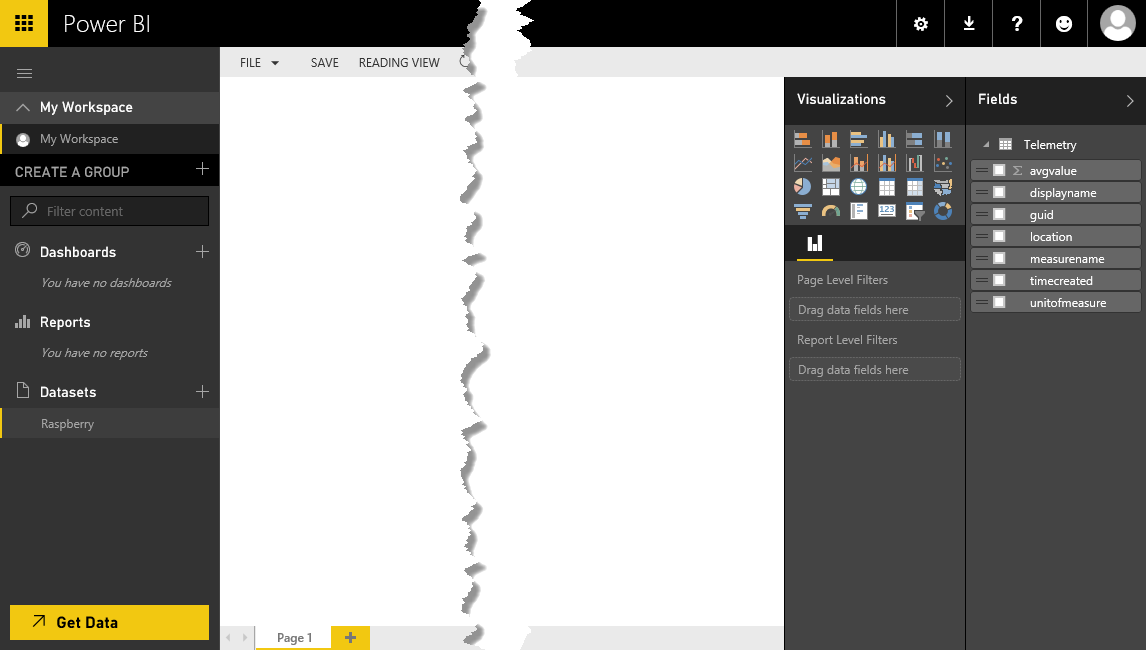 Power BI
?
FILE SAVE READING VIEW
My Workspace
My Workspace
CREATE A GROUP
Filter content
Dashboards
You have no dashboards
Reports
You have no reports
Datasets
Raspberry
Get Data
Page 1
Visualizations
123
Page Level Filters
Drag data fields here
Report Level Filters
Drag data fields here
Fields
Telemetry
Σ avgvalue
displayname
guid
location
measurename
timecreated
unitofmeasure